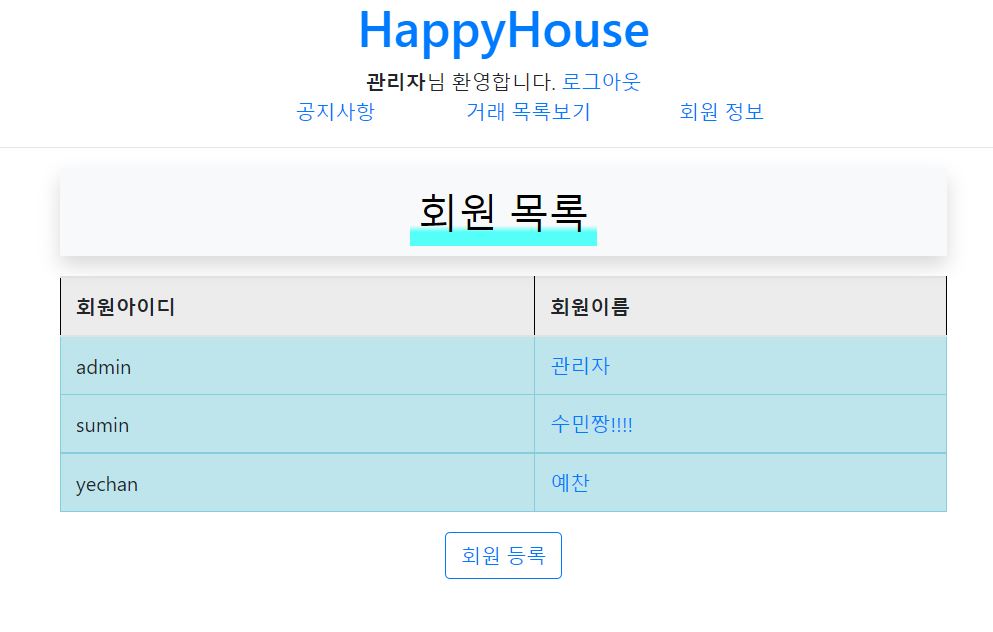 HappyHouse
관리자님 환영합니다. 로그아웃
공지사항 거래 목록보기 회원 정보
회원 목록
회원아이디 회원이름
admin 관리자
sumin 수민짱!!!!
yechan 예찬
회원 등록